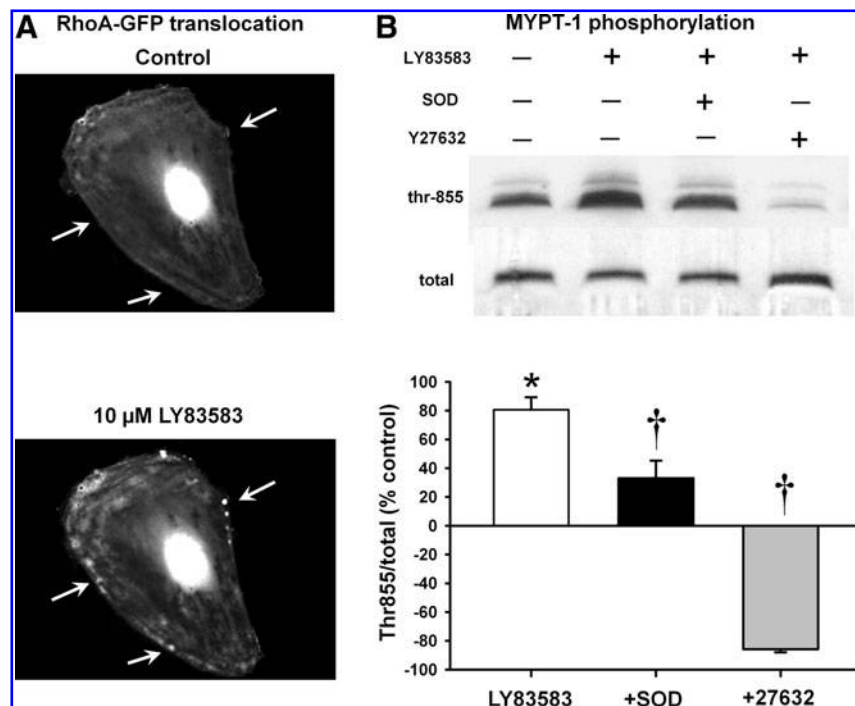 A RhoA-GFP translocation
Control
10 µM LY83583
B MYPT-1 phosphorylation
LY83583 – + + +
SOD – – + –
Y27632 – – – +
thr-855
total
Thr855/total (% control)
100
80
60
40
20
0
-20
-40
-60
-80
-100
*
†
†
LY83583 +SOD +27632